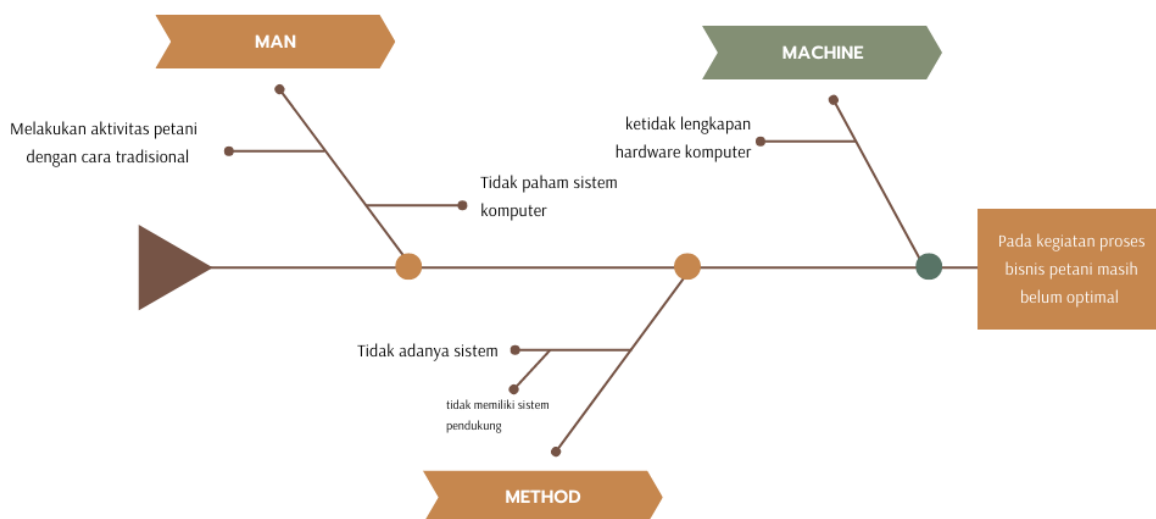 MAN
MACHINE
Melakukan aktivitas petani
dengan cara tradisional
ketidak lengkapan
hardware komputer
Tidak paham sistem
komputer
Pada kegiatan proses
bisnis petani masih
belum optimal
Tidak adanya sistem
tidak memiliki sistem
pendukung
METHOD